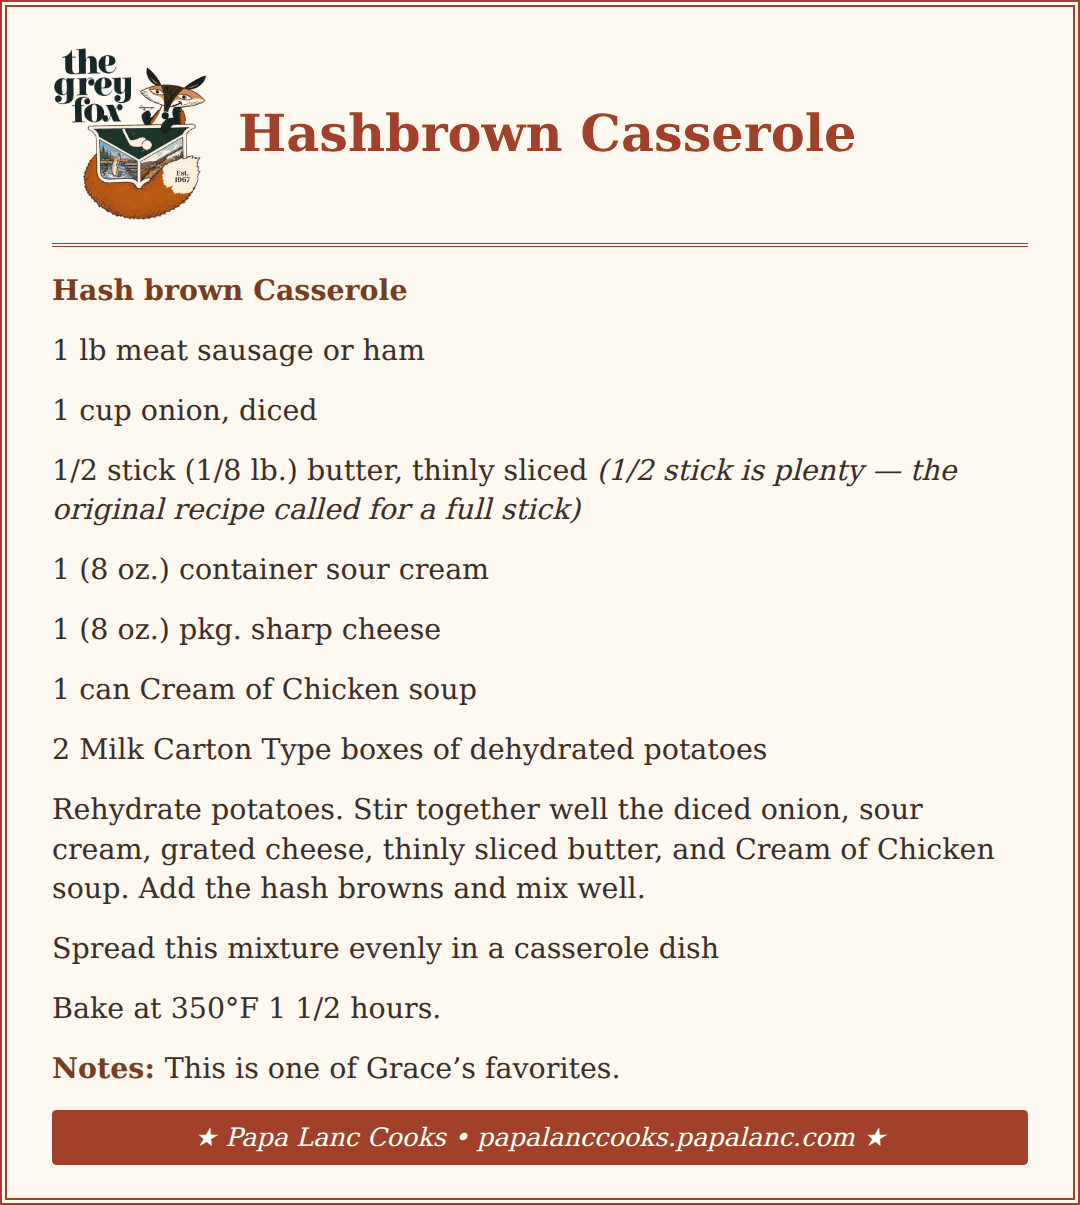 the
grey
fox
Est.
1967
Hashbrown Casserole
Hash brown Casserole
1 lb meat sausage or ham
1 cup onion, diced
1/2 stick (1/8 lb.) butter, thinly sliced (1/2 stick is plenty — the
original recipe called for a full stick)
1 (8 oz.) container sour cream
1 (8 oz.) pkg. sharp cheese
1 can Cream of Chicken soup
2 Milk Carton Type boxes of dehydrated potatoes
Rehydrate potatoes. Stir together well the diced onion, sour
cream, grated cheese, thinly sliced butter, and Cream of Chicken
soup. Add the hash browns and mix well.
Spread this mixture evenly in a casserole dish
Bake at 350°F 1 1/2 hours.
Notes: This is one of Grace’s favorites.
★ Papa Lanc Cooks • papalanccooks.papalanc.com ★